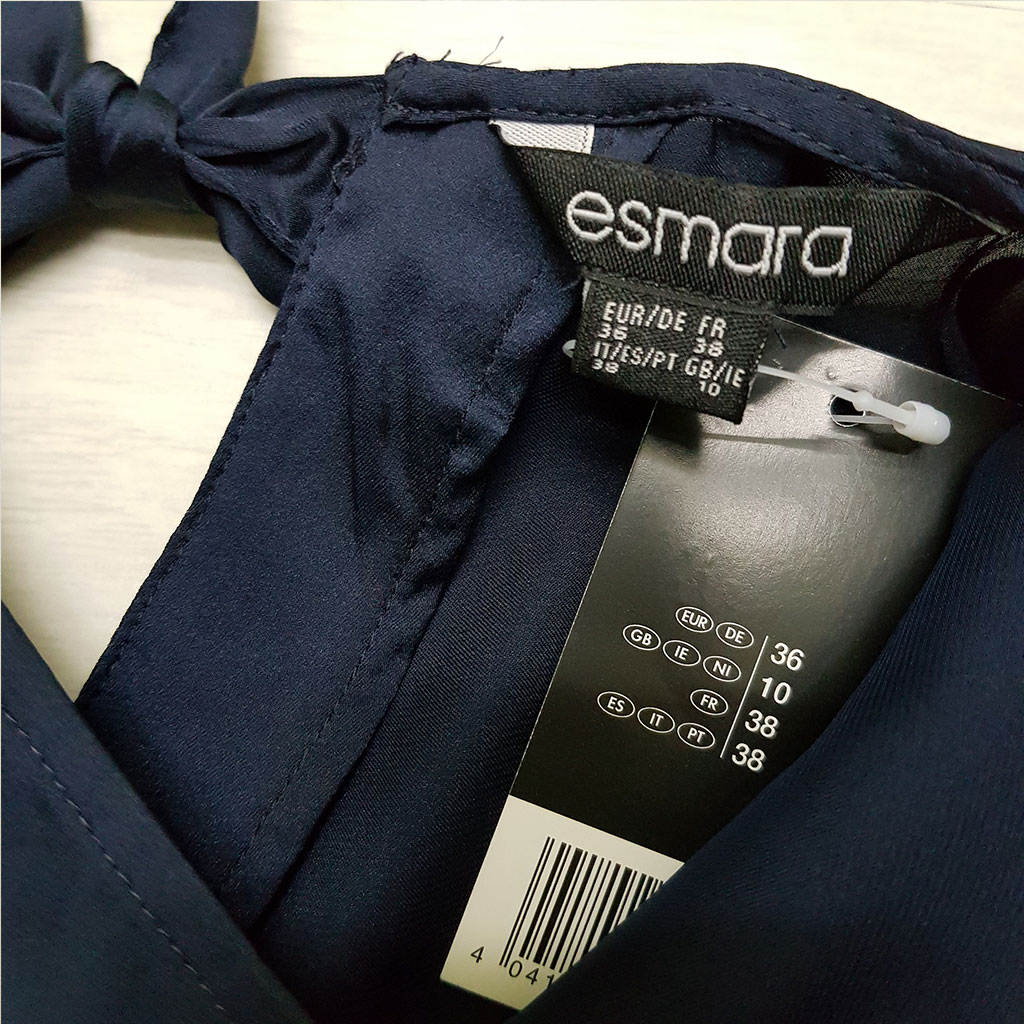 esmara
EUR/DE FR
36 38
IT/ES/PT GB/IE
38 10
EUR DE 36
GB IE NI 10
FR 38
ES IT PT 38
4 041